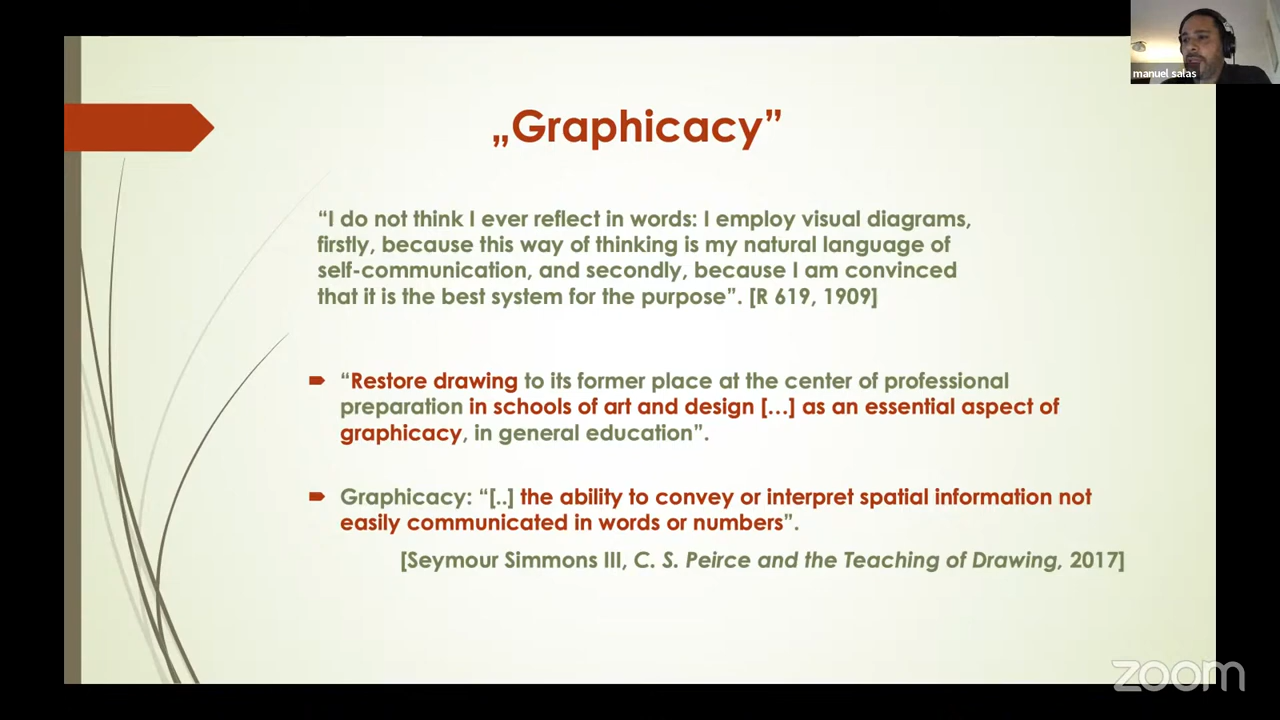 manuel salas
„Graphicacy”
“I do not think I ever reflect in words: I employ visual diagrams,
firstly, because this way of thinking is my natural language of
self-communication, and secondly, because I am convinced
that it is the best system for the purpose”. [R 619, 1909]
“Restore drawing to its former place at the center of professional
preparation in schools of art and design [...] as an essential aspect of
graphicacy, in general education”.
Graphicacy: “[..] the ability to convey or interpret spatial information not
easily communicated in words or numbers”.
[Seymour Simmons III, C. S. Peirce and the Teaching of Drawing, 2017]
zoom